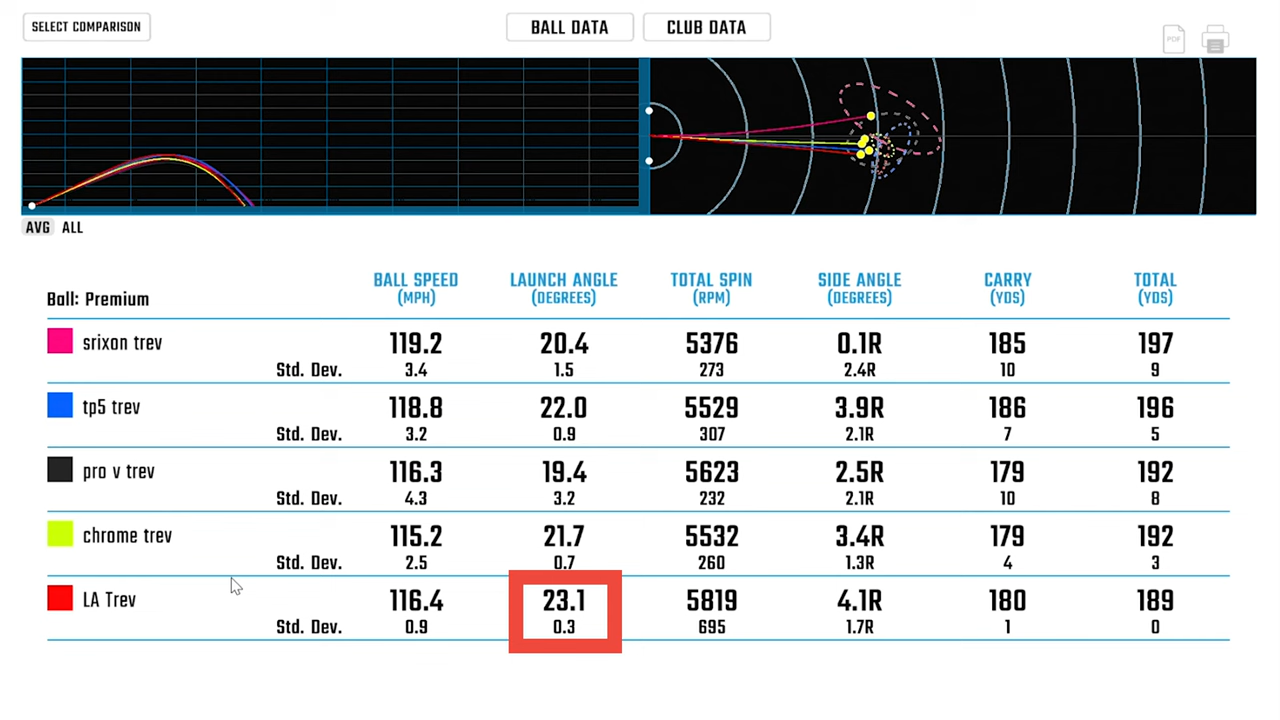 SELECT COMPARISON
BALL DATA
CLUB DATA
PDF
AVG ALL
Ball: Premium
BALL SPEED (MPH) LAUNCH ANGLE (DEGREES) TOTAL SPIN (RPM) SIDE ANGLE (DEGREES) CARRY (YDS) TOTAL (YDS)
srixon trev 119.2 20.4 5376 0.1R 185 197
Std. Dev. 3.4 1.5 273 2.4R 10 9
tp5 trev 118.8 22.0 5529 3.9R 186 196
Std. Dev. 3.2 0.9 307 2.1R 7 5
pro v trev 116.3 19.4 5623 2.5R 179 192
Std. Dev. 4.3 3.2 232 2.1R 10 8
chrome trev 115.2 21.7 5532 3.4R 179 192
Std. Dev. 2.5 0.7 260 1.3R 4 3
LA Trev 116.4 23.1 5819 4.1R 180 189
Std. Dev. 0.9 0.3 695 1.7R 1 0